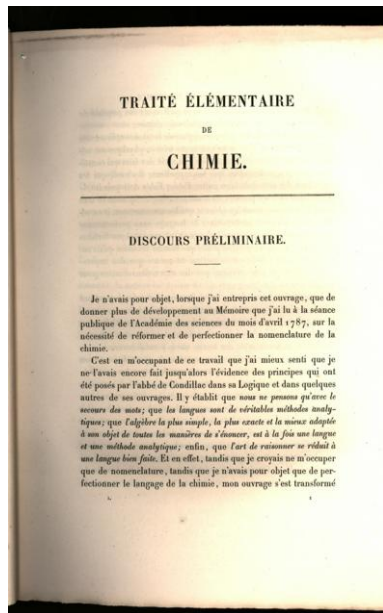 TRAITÉ ÉLÉMENTAIRE
DE
CHIMIE.
DISCOURS PRÉLIMINAIRE.
Je n'avais pour objet, lorsque j'ai entrepris cet ouvrage, que de
donner plus de développement au Mémoire que j'ai lu à la séance
publique de l'Académie des sciences du mois d'avril 1787, sur la
nécessité de réformer et de perfectionner la nomenclature de la
chimie.
C'est en m'occupant de ce travail que j'ai mieux senti que je
ne l'avais encore fait jusqu'alors l'évidence des principes qui ont
été posés par l'abbé de Condillac dans sa Logique et dans quelques
autres de ses ouvrages. Il y établit que nous ne pensons qu'avec le
secours des mots; que les langues sont de véritables méthodes analy-
tiques; que l'algèbre la plus simple, la plus exacte et la mieux adaptée
à son objet de toutes les manières de s'énoncer, est à la fois une langue
et une méthode analytique; enfin, que l'art de raisonner se réduit à
une langue bien faite. Et en effet, tandis que je croyais ne m'occuper
que de nomenclature, tandis que je n'avais pour objet que de per-
fectionner le langage de la chimie, mon ouvrage s'est transformé